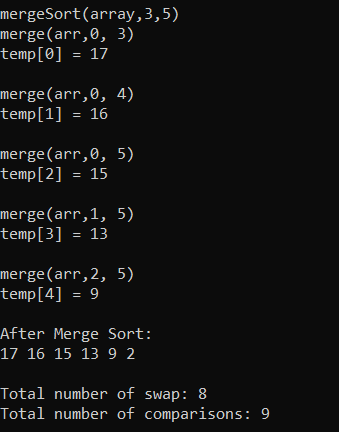 mergeSort(array,3,5)
merge(arr,0, 3)
temp[0] = 17
merge(arr,0, 4)
temp[1] = 16
merge(arr,0, 5)
temp[2] = 15
merge(arr,1, 5)
temp[3] = 13
merge(arr,2, 5)
temp[4] = 9
After Merge Sort:
17 16 15 13 9 2
Total number of swap: 8
Total number of comparisons: 9